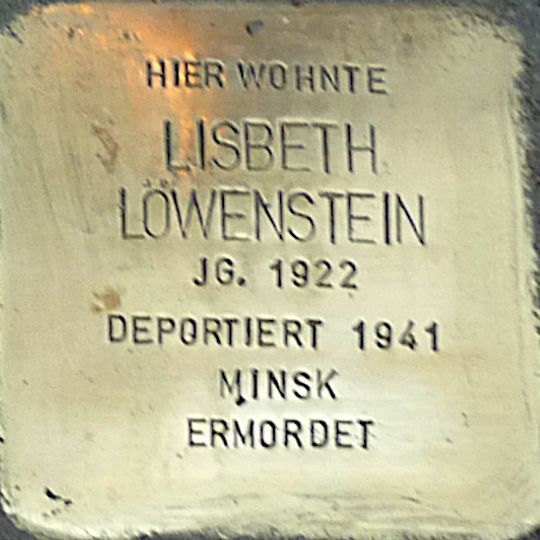 HIER WOHNTE
LISBETH
LÖWENSTEIN
JG. 1922
DEPORTIERT 1941
MINSK
ERMORDET